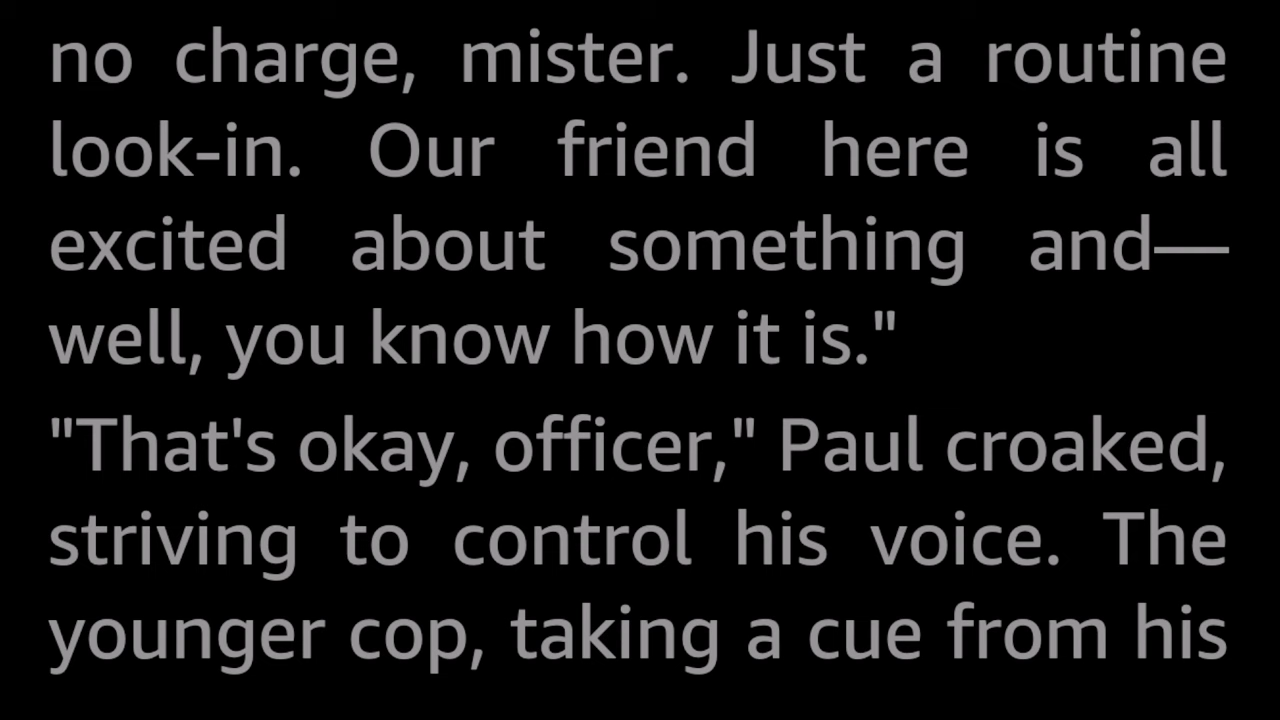 no charge, mister. Just a routine
look-in. Our friend here is all
excited about something and—
well, you know how it is."
"That's okay, officer," Paul croaked,
striving to control his voice. The
younger cop, taking a cue from his